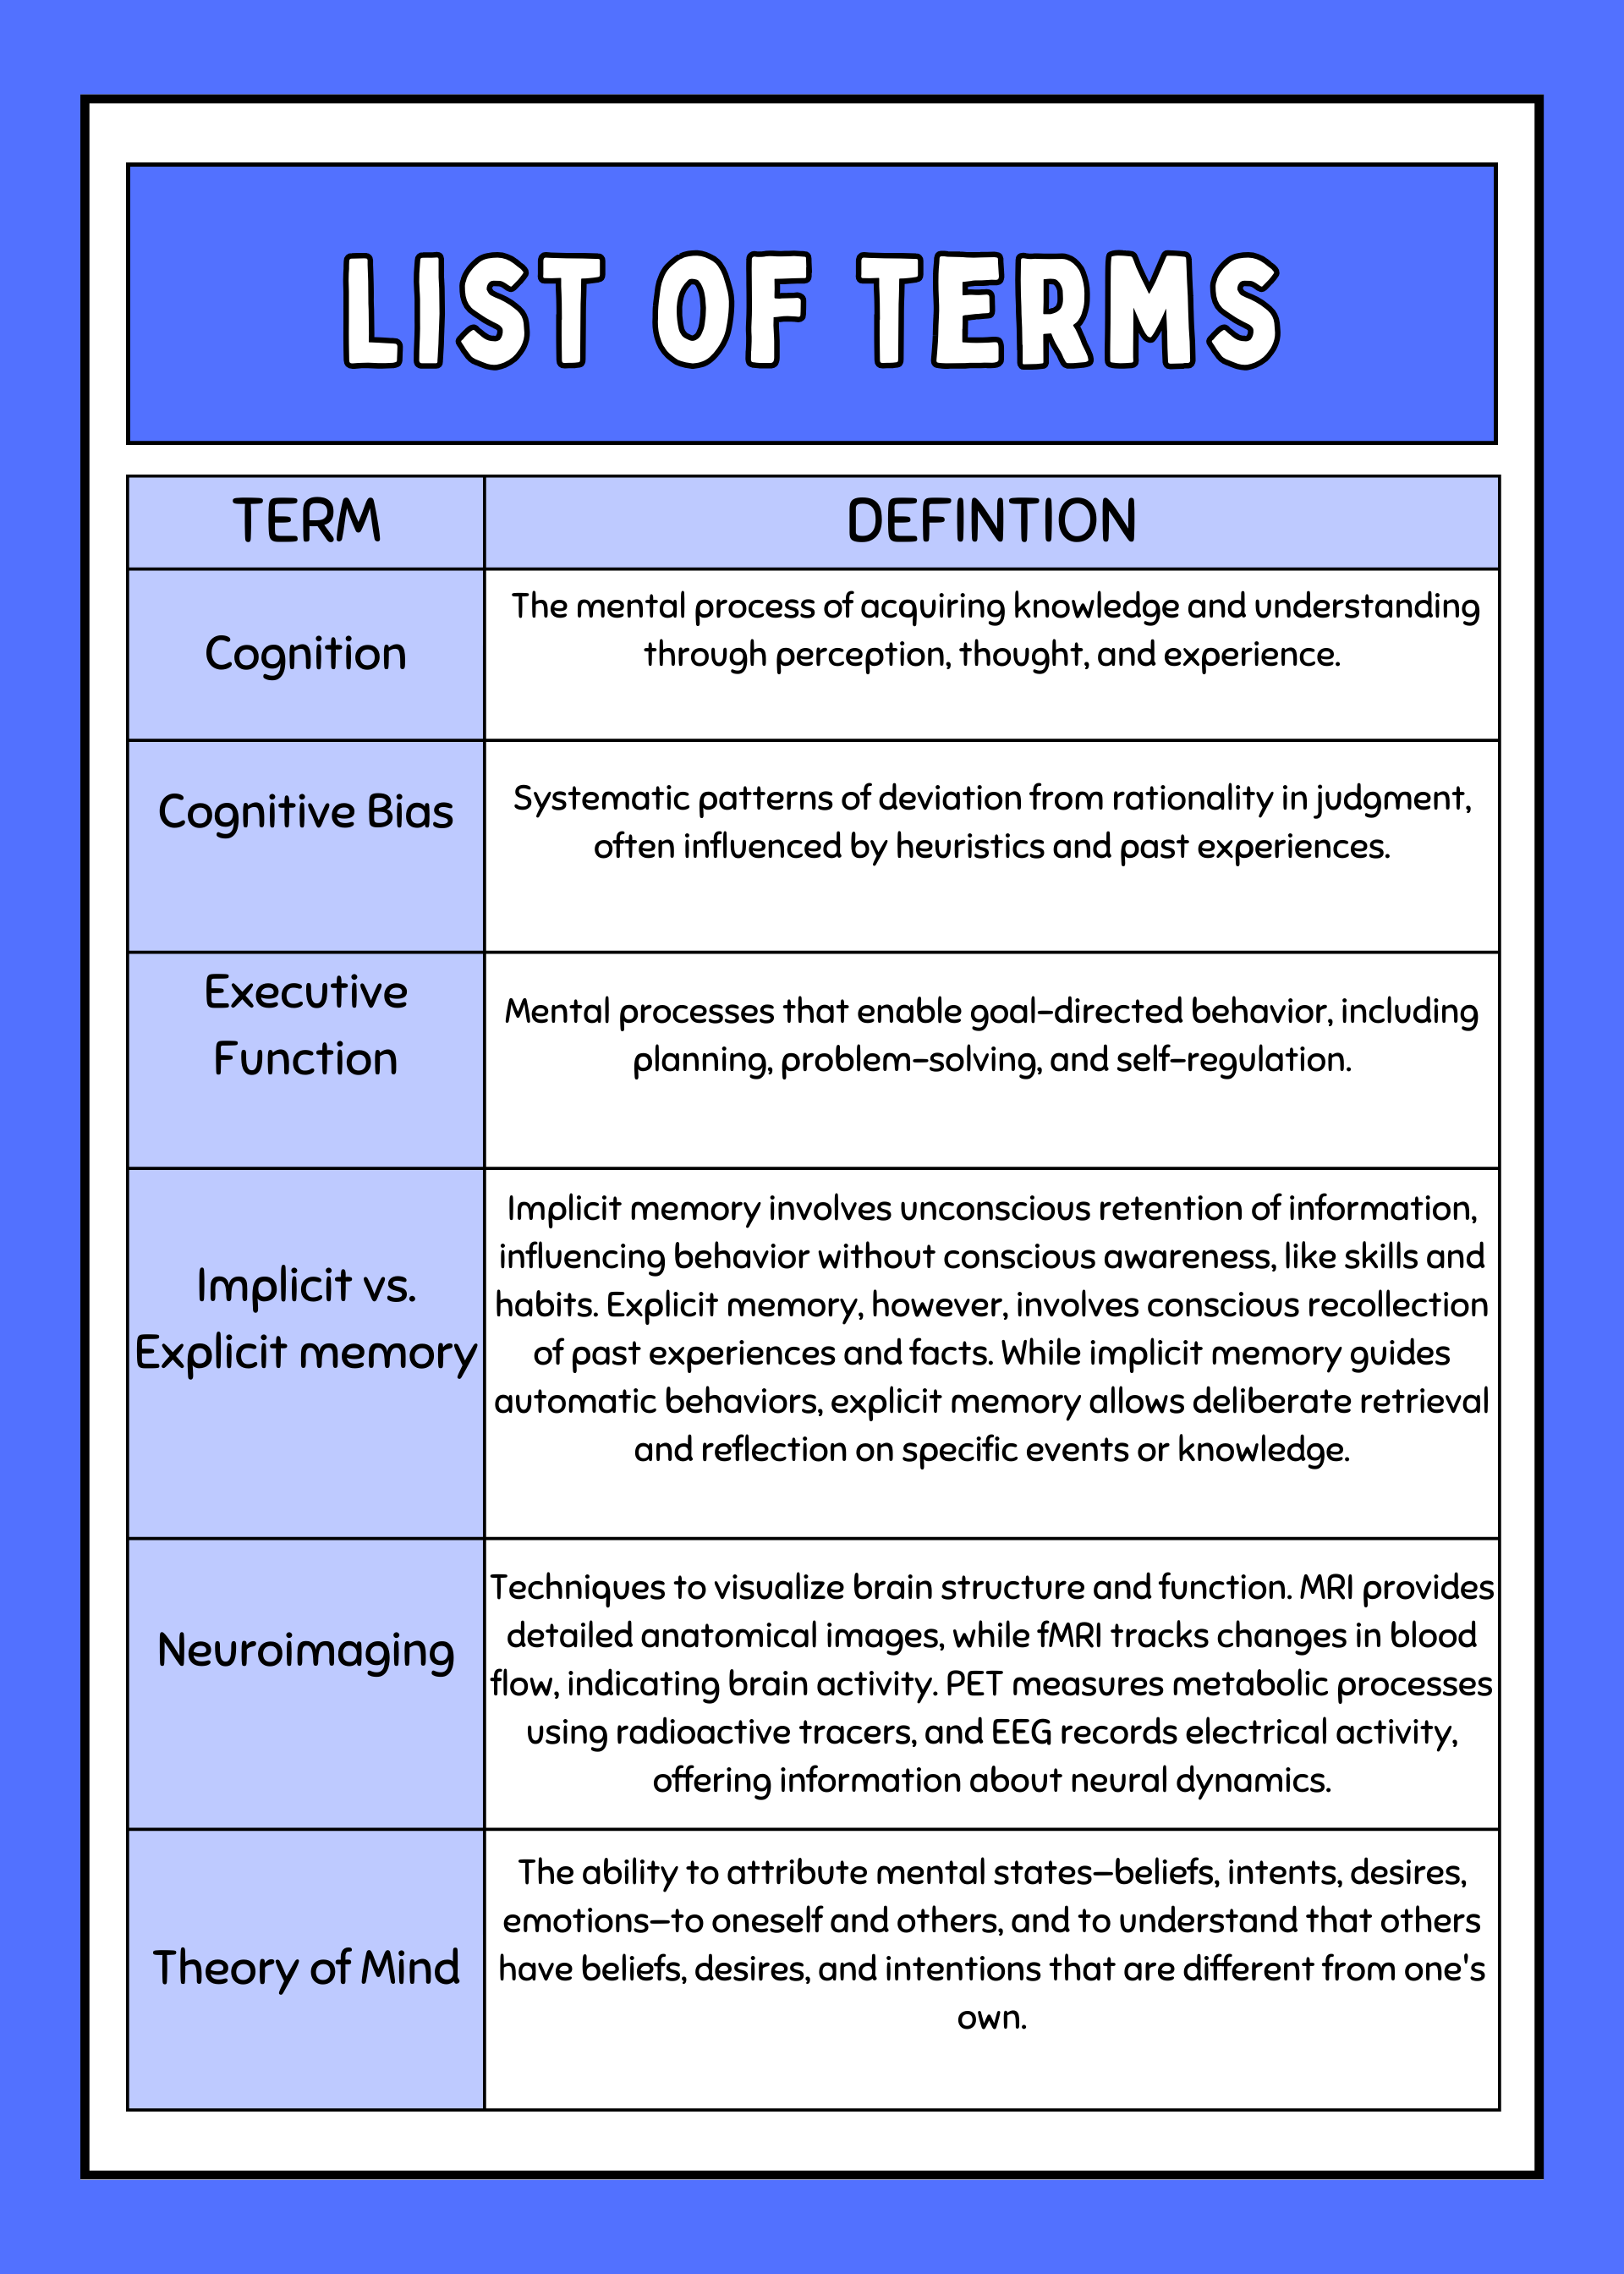 LIST OF TERMS
TERM
DEFINTION
Cognition
The mental process of acquiring knowledge and understanding
through perception, thought, and experience.
Cognitive Bias
Systematic patterns of deviation from rationality in judgment,
often influenced by heuristics and past experiences.
Executive
Function
Mental processes that enable goal-directed behavior, including
planning, problem-solving, and self-regulation.
Implicit vs.
Explicit memory
Implicit memory involves unconscious retention of information,
influencing behavior without conscious awareness, like skills and
habits. Explicit memory, however, involves conscious recollection
of past experiences and facts. While implicit memory guides
automatic behaviors, explicit memory allows deliberate retrieval
and reflection on specific events or knowledge.
Neuroimaging
Techniques to visualize brain structure and function. MRI provides
detailed anatomical images, while fMRI tracks changes in blood
flow, indicating brain activity. PET measures metabolic processes
using radioactive tracers, and EEG records electrical activity,
offering information about neural dynamics.
Theory of Mind
The ability to attribute mental states—beliefs, intents, desires,
emotions—to oneself and others, and to understand that others
have beliefs, desires, and intentions that are different from one's
own.